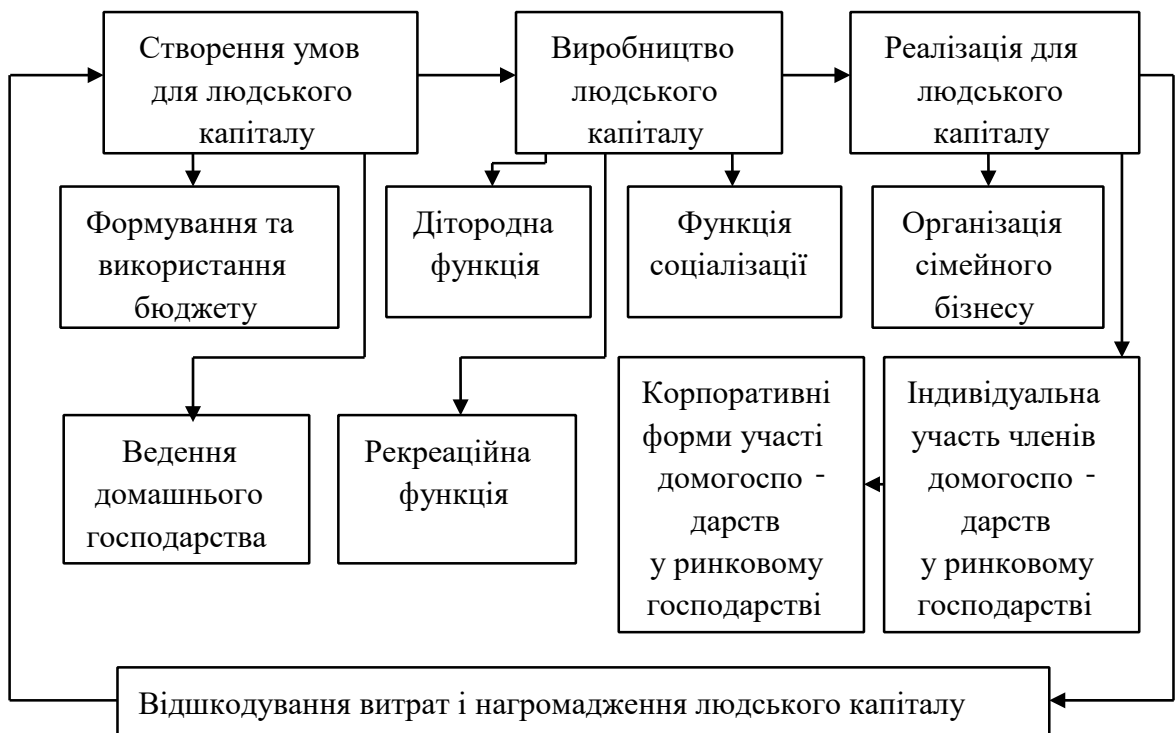 Створення умов
для людського
капіталу
Виробництво
людського
капіталу
Реалізація для
людського
капіталу
Формування та
використання
бюджету
Дітородна
функція
Функція
соціалізації
Організація
сімейного
бізнесу
Ведення
домашнього
господарства
Рекреаційна
функція
Корпоративні
форми участі
домогоспо -
дарств
у ринковому
господарстві
Індивідуальна
участь членів
домогоспо -
дарств
у ринковому
господарстві
Відшкодування витрат і нагромадження людського капіталу